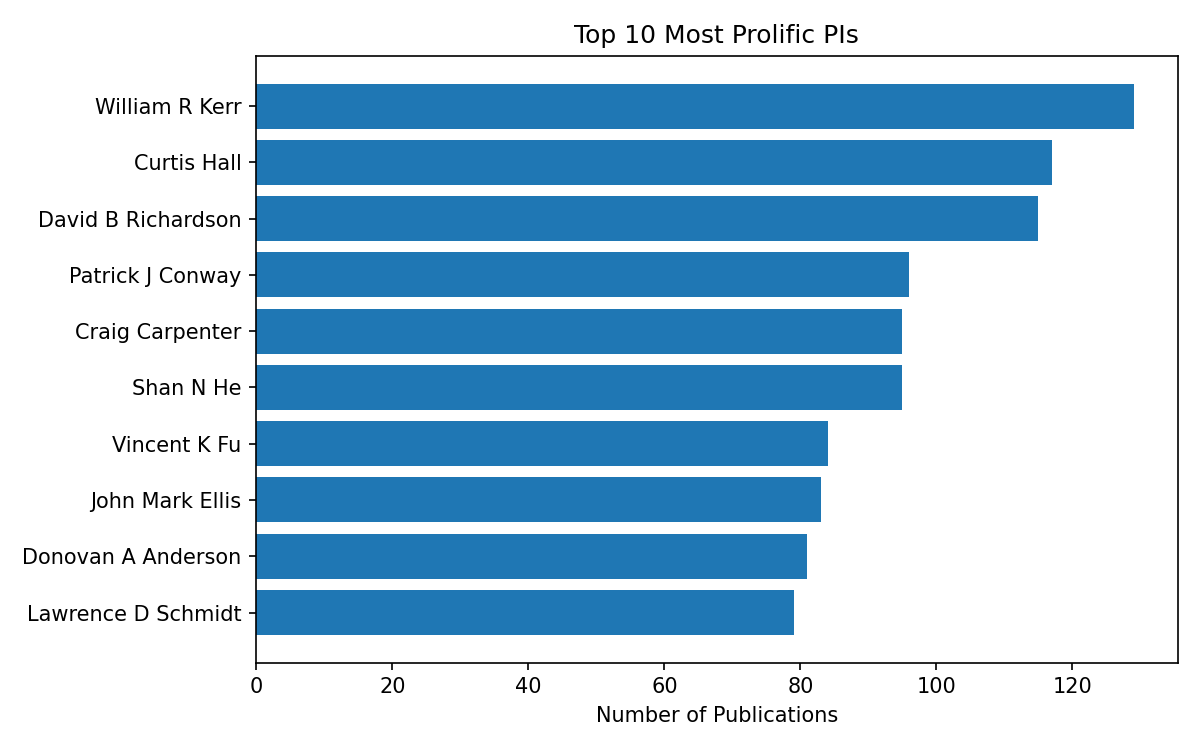 Top 10 Most Prolific PIs
William R Kerr
Curtis Hall
David B Richardson
Patrick J Conway
Craig Carpenter
Shan N He
Vincent K Fu
John Mark Ellis
Donovan A Anderson
Lawrence D Schmidt
0 20 40 60 80 100 120
Number of Publications